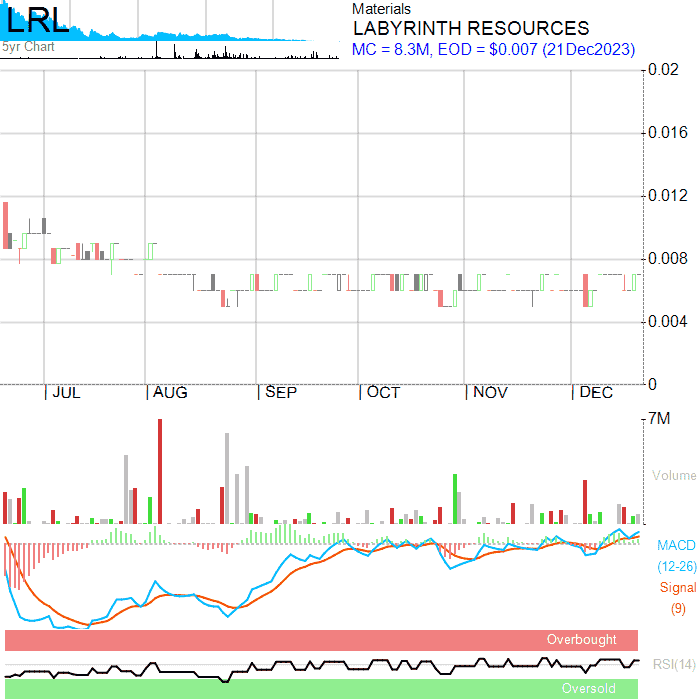 LRL
5yr Chart
Materials
LABYRINTH RESOURCES
MC = 8.3M, EOD = $0.007 (21Dec2023)
0.02
0.016
0.012
0.008
0.004
0
JUL AUG SEP OCT NOV DEC
7M
Volume
MACD
(12-26)
Signal
(9)
Overbought
RSI(14)
Oversold